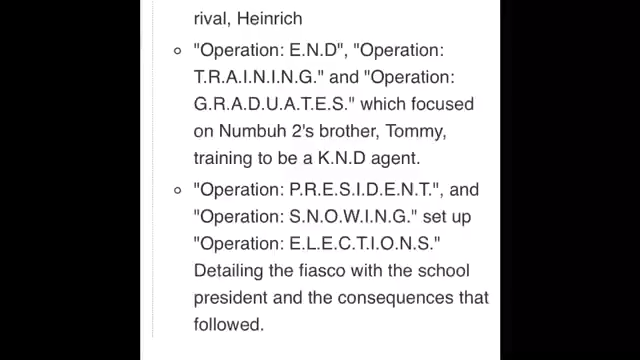 rival, Heinrich
"Operation: E.N.D", "Operation:
T.R.A.I.N.I.N.G." and "Operation:
G.R.A.D.U.A.T.E.S." which focused
on Numbuh 2's brother, Tommy,
training to be a K.N.D agent.
"Operation: P.R.E.S.I.D.E.N.T.", and
"Operation: S.N.O.W.I.N.G." set up
"Operation: E.L.E.C.T.I.O.N.S."
Detailing the fiasco with the school
president and the consequences that
followed.